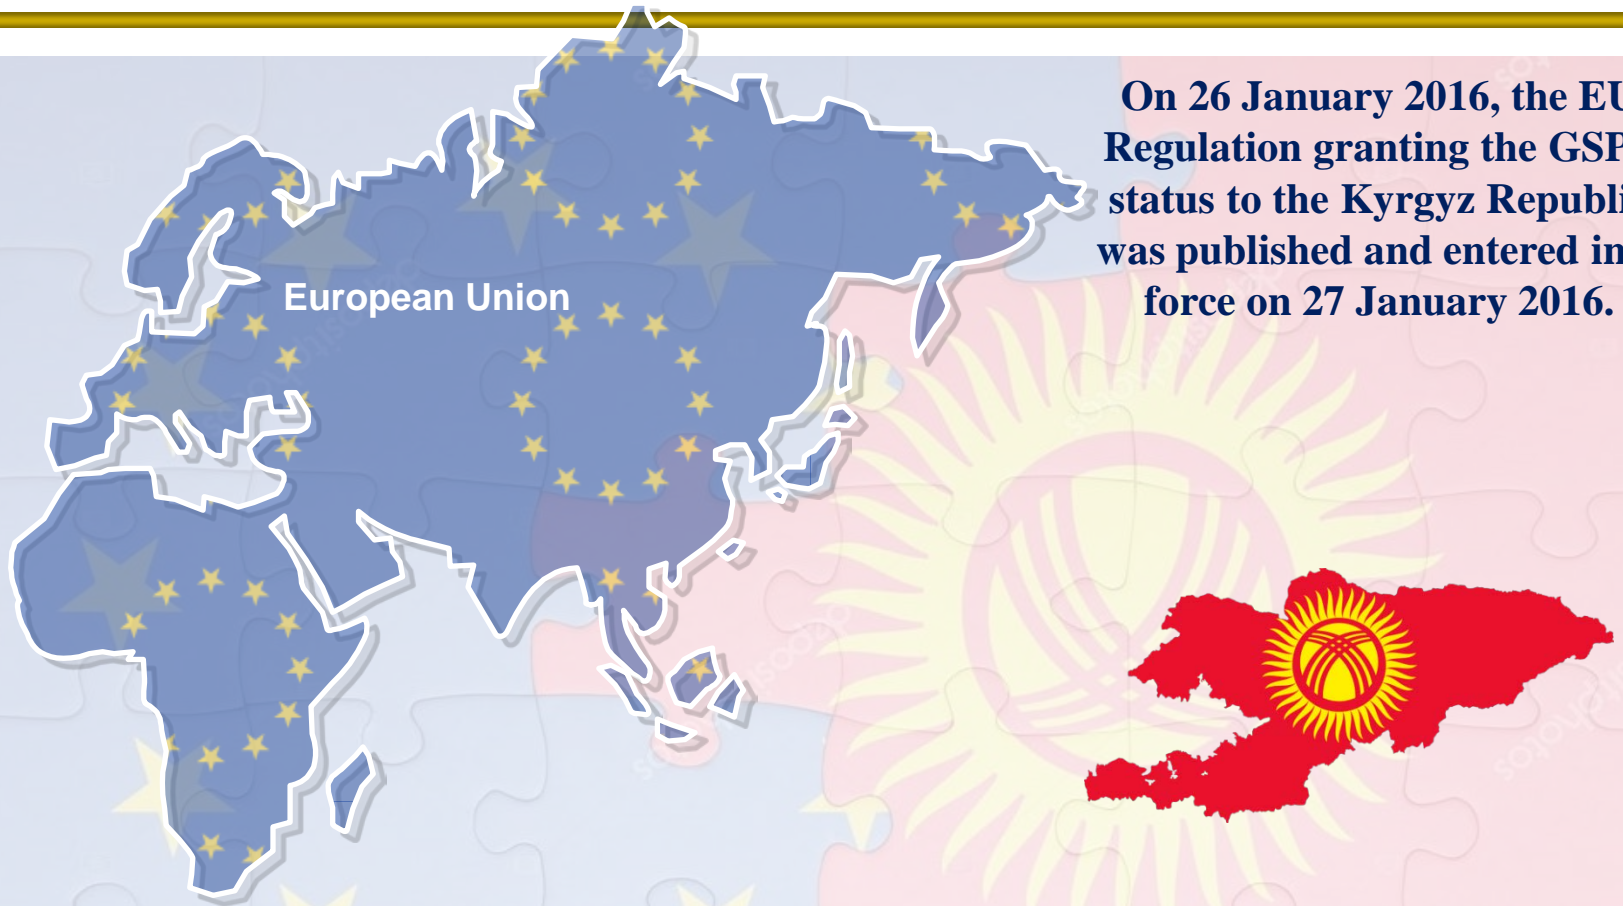 On 26 January 2016, the EU
Regulation granting the GSP
status to the Kyrgyz Republi
was published and entered in
force on 27 January 2016.
European Union